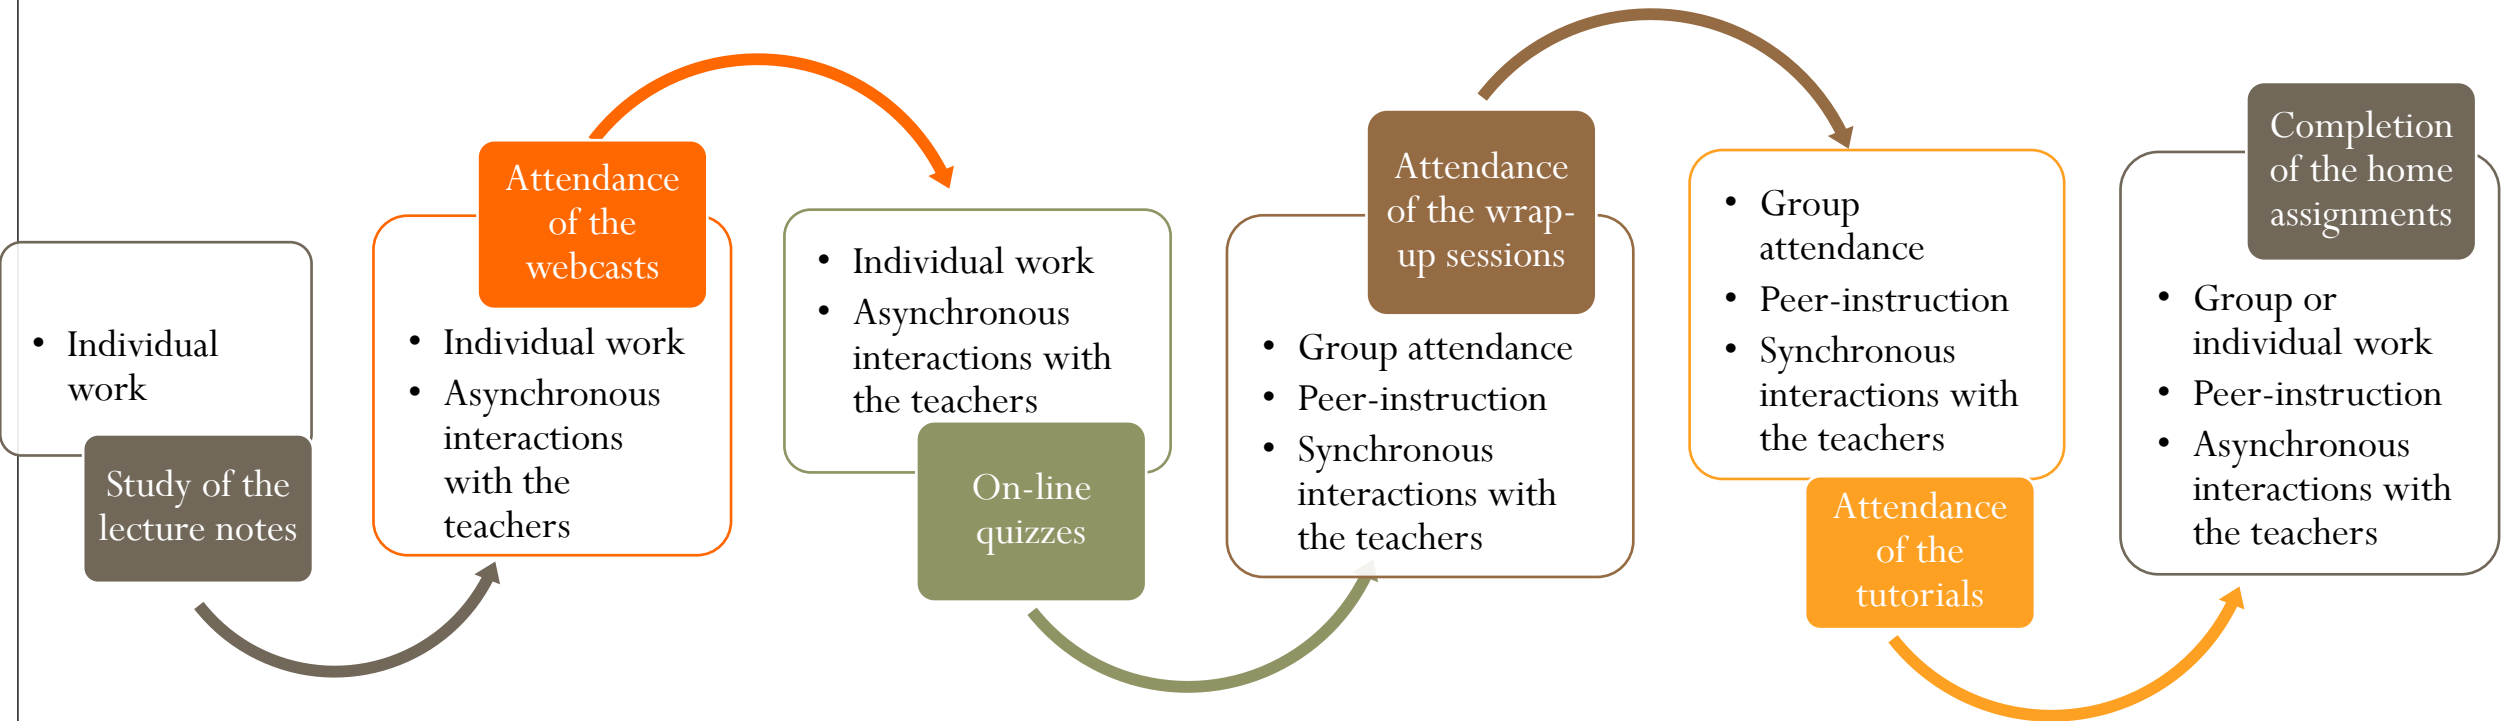 • Individual
work
Study of the
lecture notes
Attendance
of the
webcasts
• Individual work
• Asynchronous
interactions
with the
teachers
• Individual work
• Asynchronous
interactions with
the teachers
On-line
quizzes
Attendance
of the wrap-
up sessions
• Group attendance
• Peer-instruction
• Synchronous
interactions with
the teachers
• Group
attendance
• Peer-instruction
• Synchronous
interactions with
the teachers
Attendance
of the
tutorials
Completion
of the home
assignments
• Group or
individual work
• Peer-instruction
• Asynchronous
interactions with
the teachers